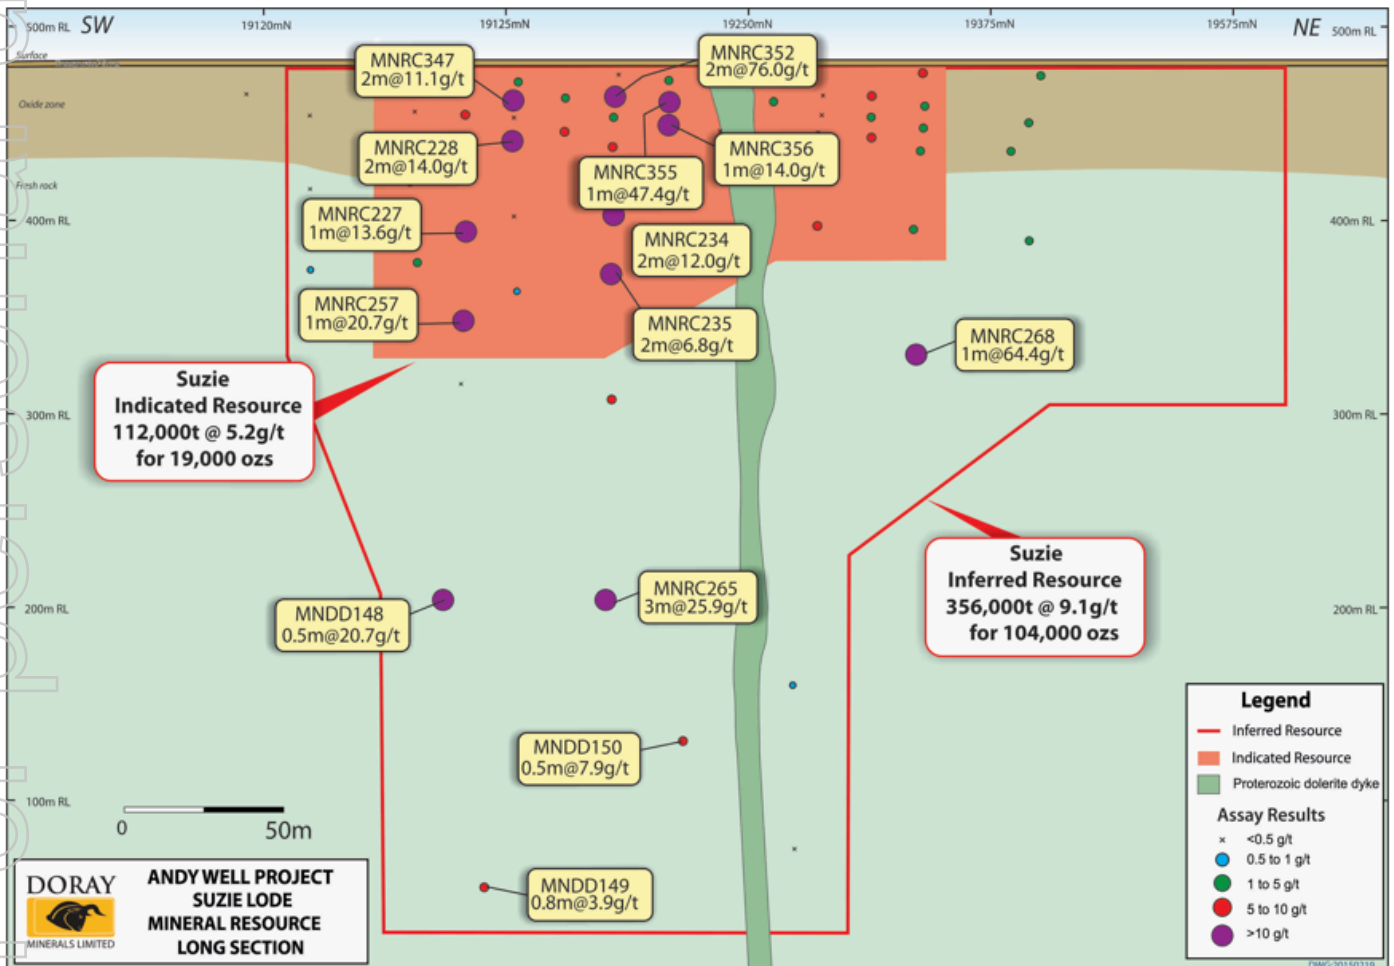 500m RL SW 19120mN 19125mN 19250mN 19375mN 19575mN NE 500m RL
Surface
Oxide zone
Fresh rock
MNRC347
2m@11.1g/t
MNRC352
2m@76.0g/t
MNRC228
2m@14.0g/t
MNRC355
1m@47.4g/t
MNRC356
1m@14.0g/t
400m RL
400m RL
MNRC227
1m@13.6g/t
MNRC234
2m@12.0g/t
MNRC257
1m@20.7g/t
MNRC235
2m@6.8g/t
MNRC268
1m@64.4g/t
Suzie
Indicated Resource
112,000t @ 5.2g/t
for 19,000 ozs
300m RL
300m RL
Suzie
Inferred Resource
356,000t @ 9.1g/t
for 104,000 ozs
200m RL
200m RL
MNDD148
0.5m@20.7g/t
MNRC265
3m@25.9g/t
MNDD150
0.5m@7.9g/t
100m RL
MNDD149
0.8m@3.9g/t
0 50m
DORAY
MINERALS LIMITED
ANDY WELL PROJECT
SUZIE LODE
MINERAL RESOURCE
LONG SECTION
Legend
Inferred Resource
Indicated Resource
Proterozoic dolerite dyke
Assay Results
<0.5 g/t
0.5 to 1 g/t
1 to 5 g/t
5 to 10 g/t
>10 g/t